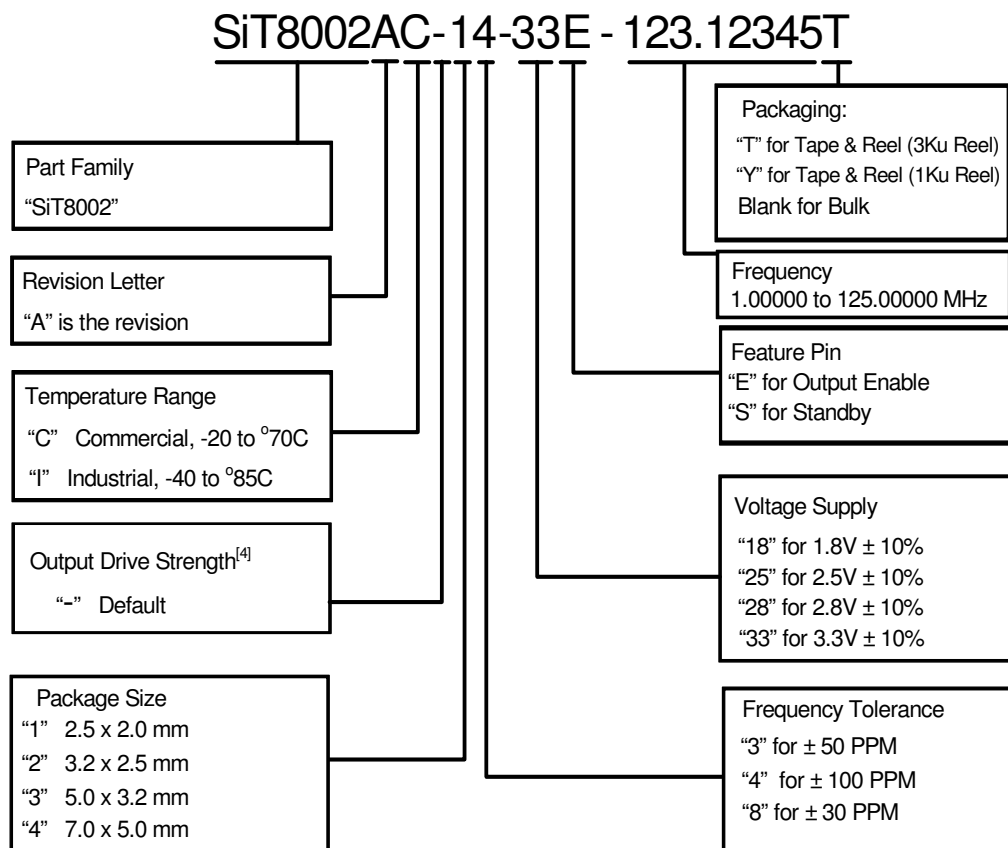 SiT8002AC-14-33E - 123.12345T
Part Family
“SiT8002”
Revision Letter
“A” is the revision
Temperature Range
“C” Commercial, -20 to º70C
“I” Industrial, -40 to º85C
Output Drive Strength[4]
“-” Default
Package Size
“1” 2.5 x 2.0 mm
“2” 3.2 x 2.5 mm
“3” 5.0 x 3.2 mm
“4” 7.0 x 5.0 mm
Packaging:
“T” for Tape & Reel (3Ku Reel)
“Y” for Tape & Reel (1Ku Reel)
Blank for Bulk
Frequency
1.00000 to 125.00000 MHz
Feature Pin
“E” for Output Enable
“S” for Standby
Voltage Supply
“18” for 1.8V ± 10%
“25” for 2.5V ± 10%
“28” for 2.8V ± 10%
“33” for 3.3V ± 10%
Frequency Tolerance
“3” for ± 50 PPM
“4” for ± 100 PPM
“8” for ± 30 PPM